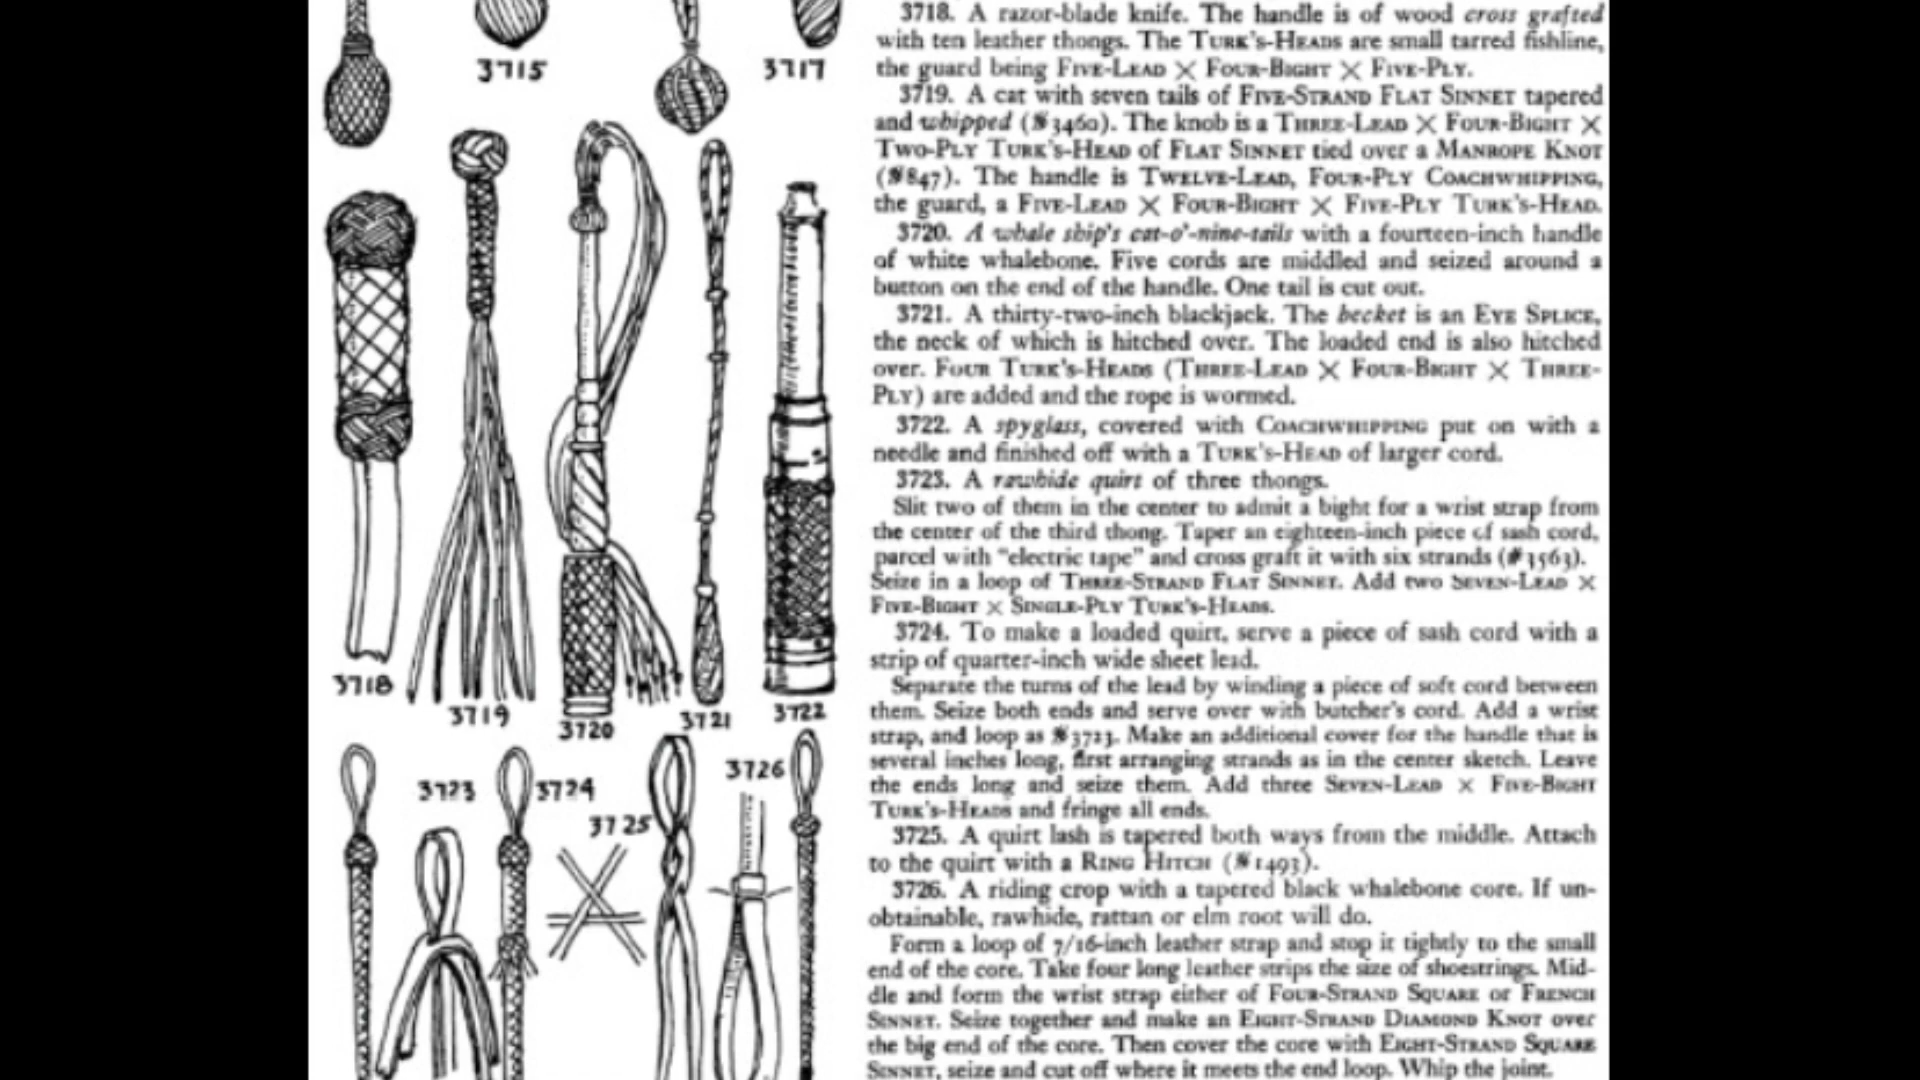 3715
3717
3718
3719
3720
3721
3722
3723
3724
3725
3726
3718. A razor-blade knife. The handle is of wood cross grafted
with ten leather thongs. The TURK'S-HEADS are small tarred fishline,
the guard being FIVE-LEAD × FOUR-BIGHT × FIVE-PLY.
3719. A cat with seven tails of FIVE-STRAND FLAT SINNET tapered
and whipped (#3460). The knob is a THREE-LEAD × FOUR-BIGHT ×
TWO-PLY TURK'S-HEAD of FLAT SINNET tied over a MANROPE KNOT
(#847). The handle is TWELVE-LEAD, FOUR-PLY COACHWHIPPING,
the guard, a FIVE-LEAD × FOUR-BIGHT × FIVE-PLY TURK'S-HEAD.
3720. A whale ship's cat-o'-nine-tails with a fourteen-inch handle
of white whalebone. Five cords are middled and seized around a
button on the end of the handle. One tail is cut out.
3721. A thirty-two-inch blackjack. The becket is an EYE SPLICE,
the neck of which is hitched over. The loaded end is also hitched
over. FOUR TURK'S-HEADS (THREE-LEAD × FOUR-BIGHT × THREE-
PLY) are added and the rope is wormed.
3722. A spyglass, covered with COACHWHIPPING put on with a
needle and finished off with a TURK'S-HEAD of larger cord.
3723. A rawhide quirt of three thongs.
Slit two of them in the center to admit a bight for a wrist strap from
the center of the third thong. Taper an eighteen-inch piece of sash cord,
parcel with "electric tape" and cross graft it with six strands (#3563).
Seize in a loop of THREE-STRAND FLAT SINNET. Add two SEVEN-LEAD ×
FIVE-BIGHT × SINGLE-PLY TURK'S-HEADS.
3724. To make a loaded quirt, serve a piece of sash cord with a
strip of quarter-inch wide sheet lead.
Separate the turns of the lead by winding a piece of soft cord between
them. Seize both ends and serve over with butcher's cord. Add a wrist
strap, and loop as #3723. Make an additional cover for the handle that is
several inches long, first arranging strands as in the center sketch. Leave
the ends long and seize them. Add three SEVEN-LEAD × FIVE-BIGHT
TURK'S-HEADS and fringe all ends.
3725. A quirt lash is tapered both ways from the middle. Attach
to the quirt with a RING HITCH (#1493).
3726. A riding crop with a tapered black whalebone core. If un-
obtainable, rawhide, rattan or elm root will do.
Form a loop of 7/16-inch leather strap and stop it tightly to the small
end of the core. Take four long leather strips the size of shoestrings. Mid-
dle and form the wrist strap either of FOUR-STRAND SQUARE or FRENCH
SINNET. Seize together and make an EIGHT-STRAND DIAMOND KNOT over
the big end of the core. Then cover the core with EIGHT-STRAND SQUARE
SINNET, seize and cut off where it meets the end loop. Whip the joint.